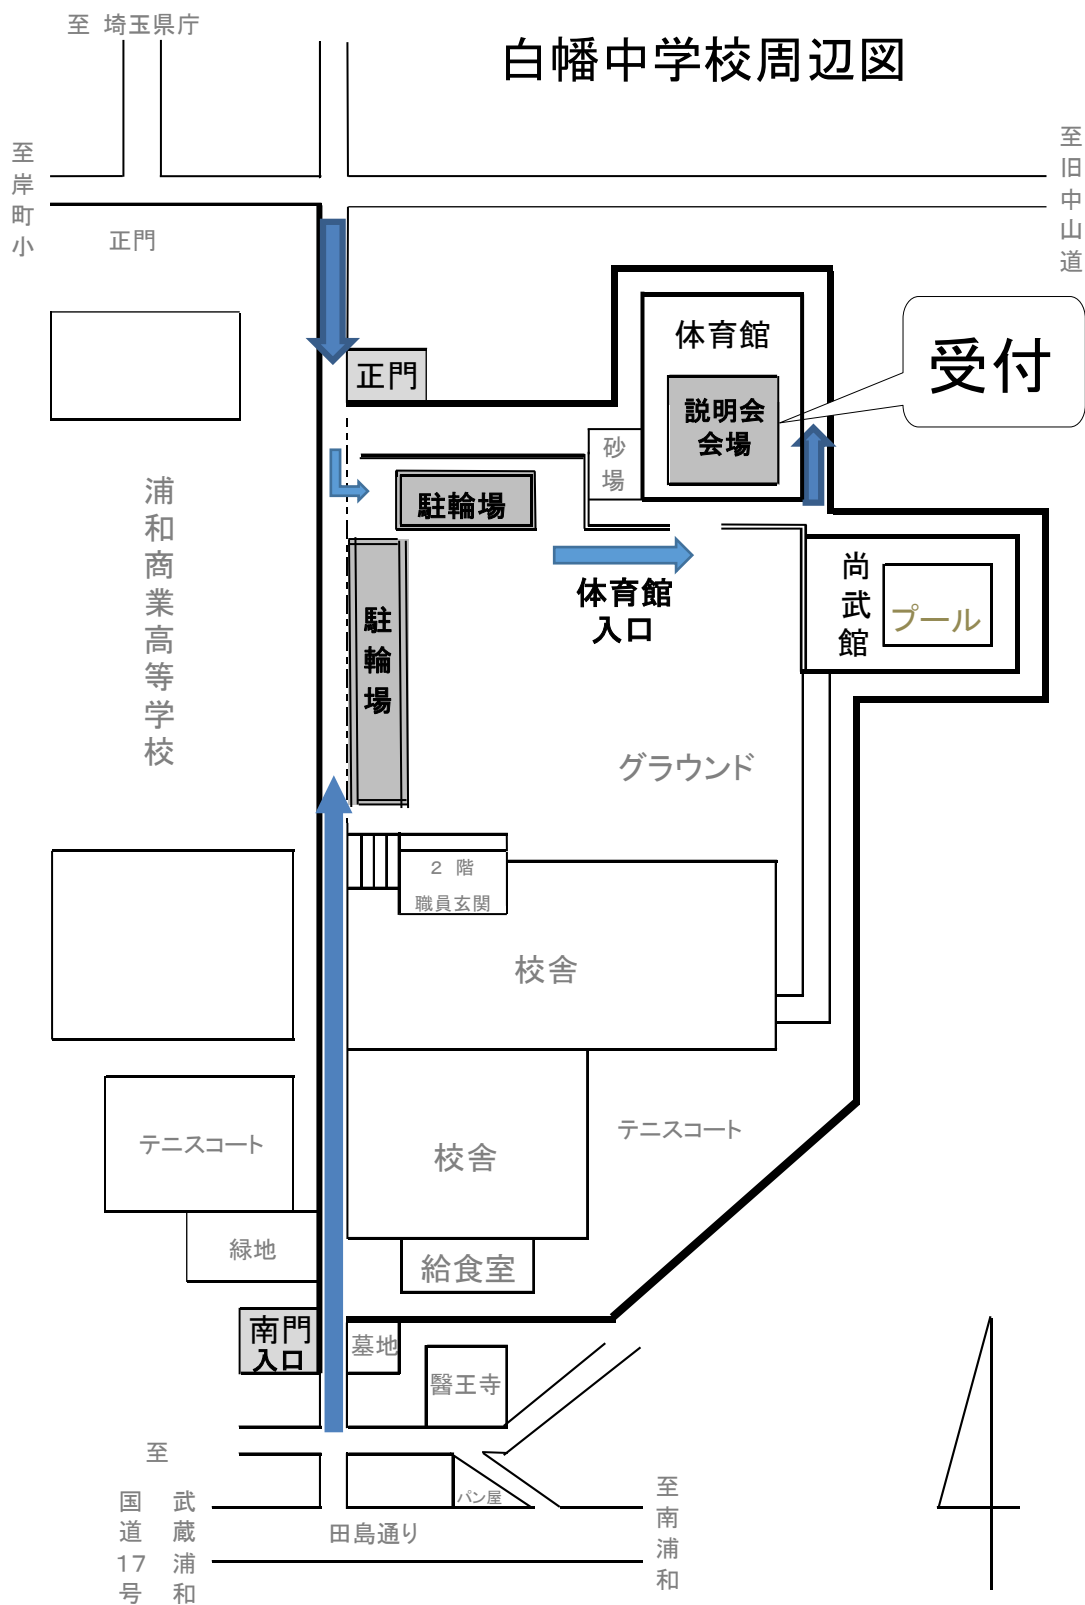 至 埼玉県庁
白幡中学校周辺図
至岸町小
至旧中山道
正門
正門
体育館
受付
説明会
会場
砂場
駐輪場
浦和商業高等学校
体育館
入口
尚武館
プール
駐輪場
グラウンド
２ 階
職員玄関
校舎
テニスコート
校舎
テニスコート
緑地
給食室
南門
入口
墓地
醫王寺
至
国道17号
武蔵浦和
パン屋
田島通り
至南浦和